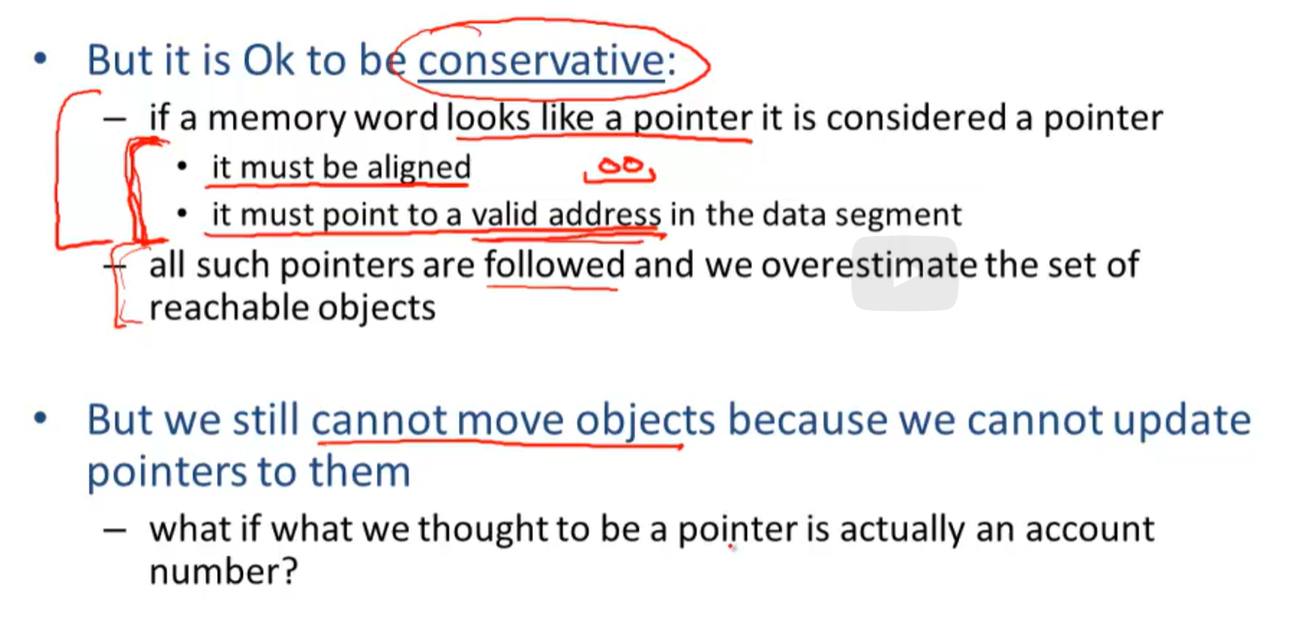 • But it is Ok to be conservative:
– if a memory word looks like a pointer it is considered a pointer
• it must be aligned
00
• it must point to a valid address in the data segment
– all such pointers are followed and we overestimate the set of
reachable objects
• But we still cannot move objects because we cannot update
pointers to them
– what if what we thought to be a pointer is actually an account
number?